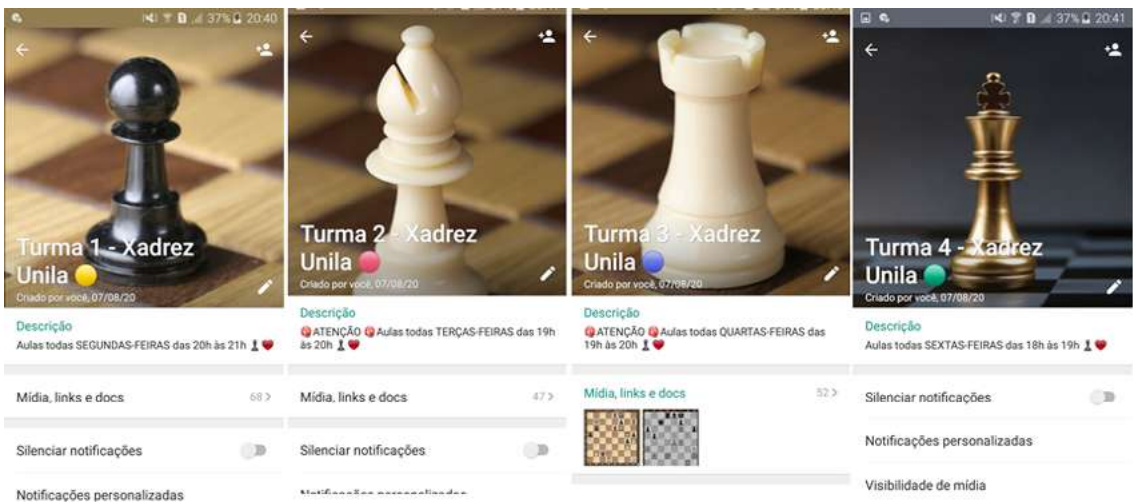 37% 20:40
Turma 1 - Xadrez
Unila
Criado por você, 07/08/20
Descrição
Aulas todas SEGUNDAS-FEIRAS das 20h às 21h
Mídia, links e docs 68 >
Silenciar notificações
Notificações personalizadas
Turma 2 - Xadrez
Unila
Criado por você, 07/08/20
Descrição
ATENÇÃO Aulas todas TERÇAS-FEIRAS das 19h
às 20h
Mídia, links e docs 47 >
Silenciar notificações
Notificações personalizadas
Turma 3 - Xadrez
Unila
Criado por você, 07/08/20
Descrição
ATENÇÃO Aulas todas QUARTAS-FEIRAS das
19h às 20h
Mídia, links e docs 52 >
37% 20:41
Turma 4 - Xadrez
Unila
Criado por você, 07/08/20
Descrição
Aulas todas SEXTAS-FEIRAS das 18h às 19h
Silenciar notificações
Notificações personalizadas
Visibilidade de mídia